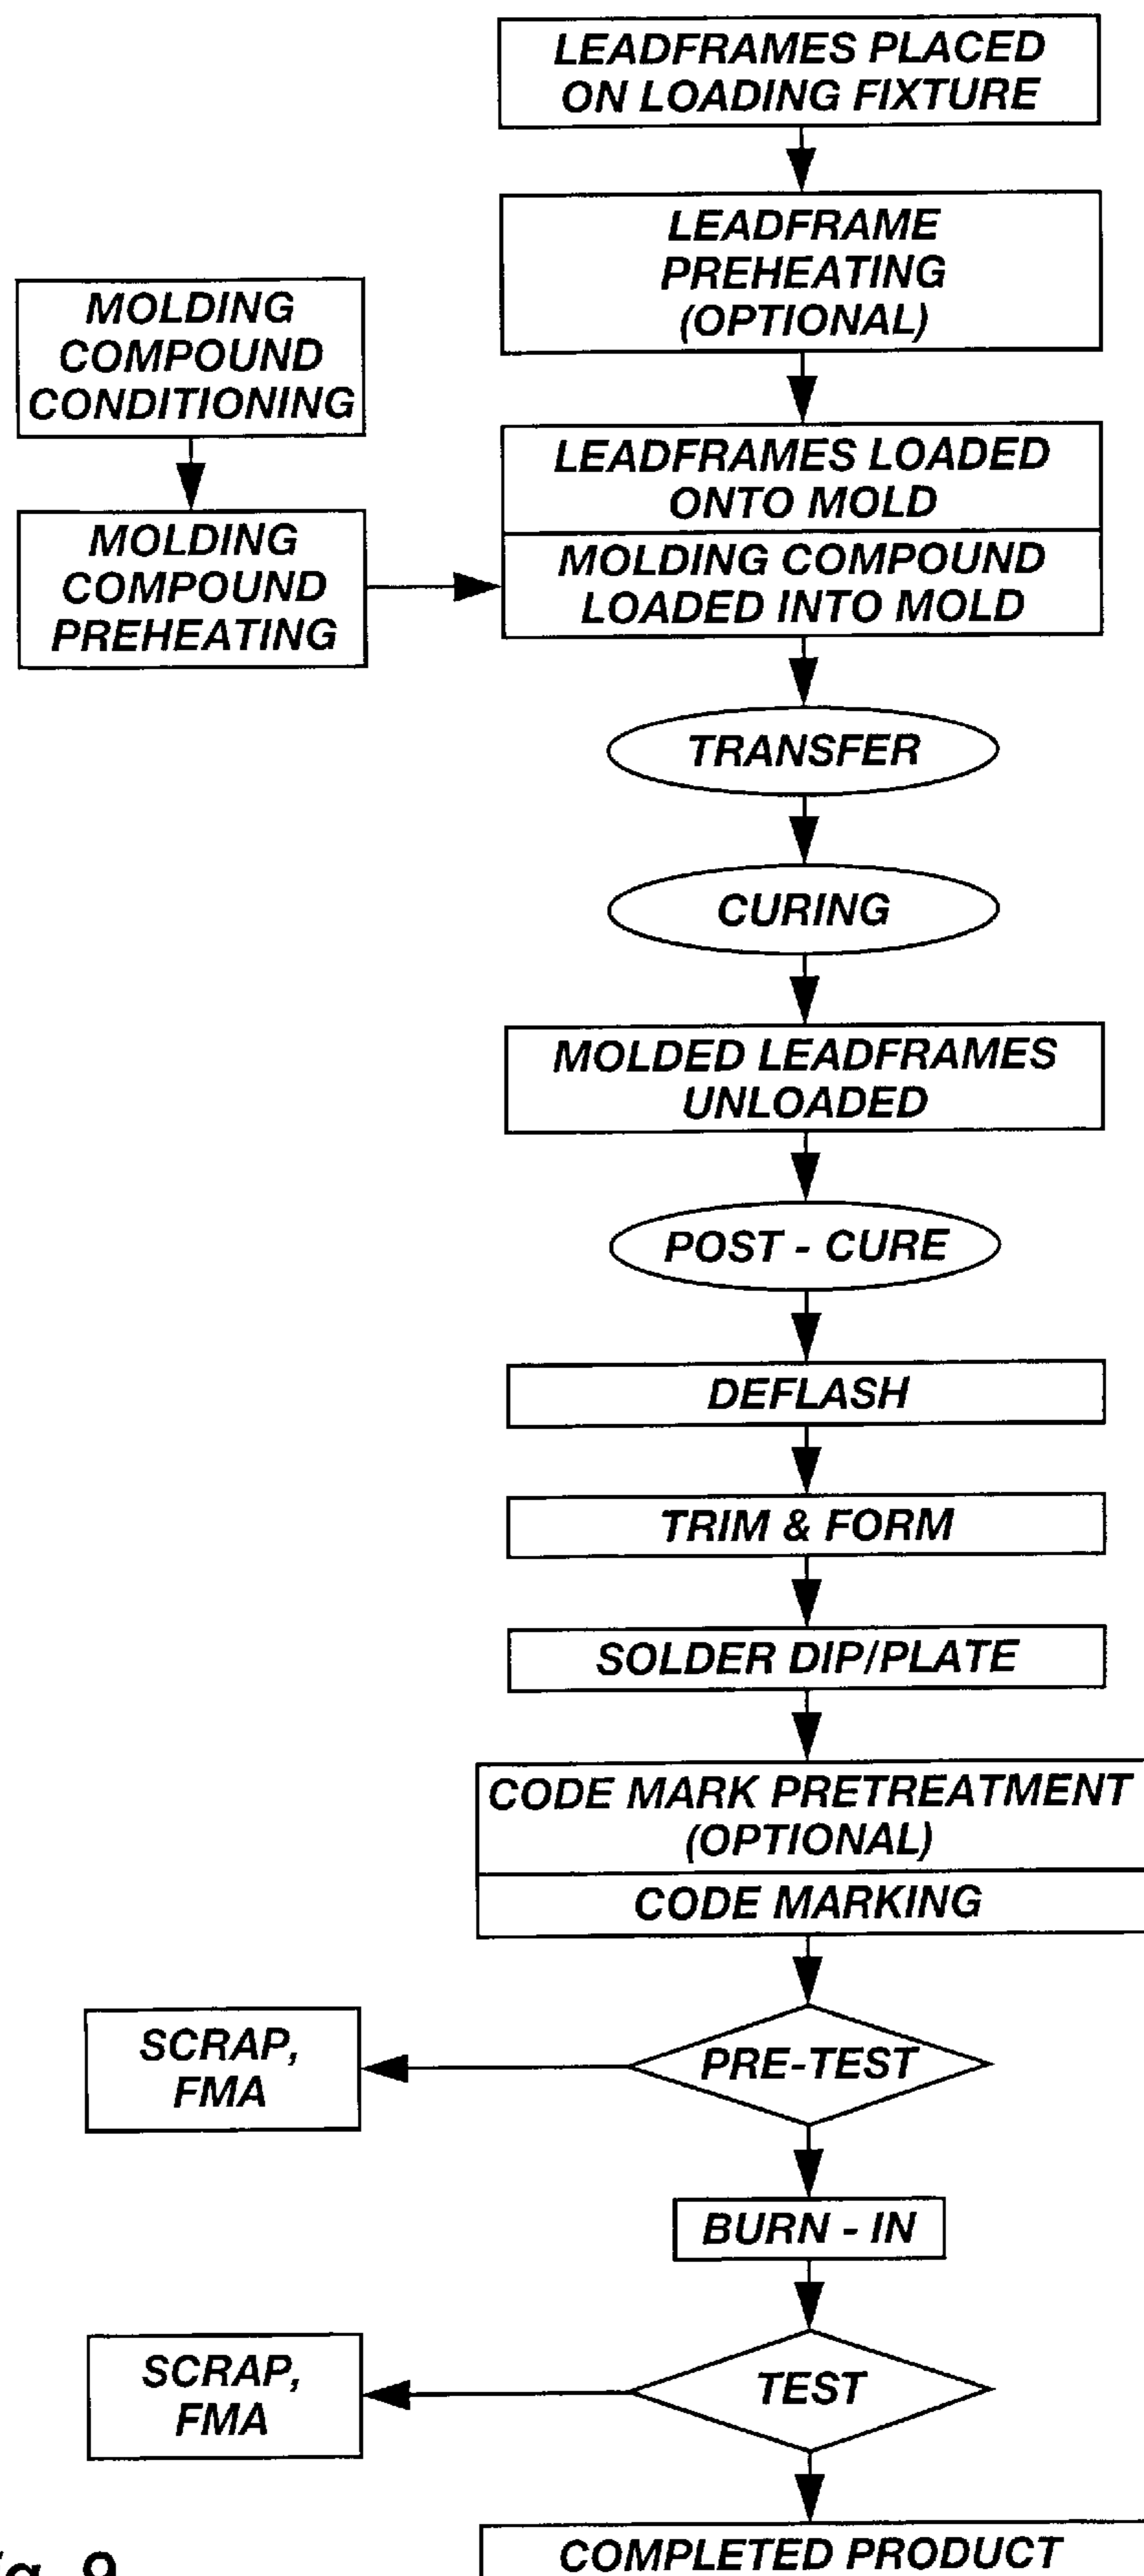 LEADFRAMES PLACED
ON LOADING FIXTURE
LEADFRAME
PREHEATING
(OPTIONAL)
MOLDING
COMPOUND
CONDITIONING
LEADFRAMES LOADED
ONTO MOLD
MOLDING
COMPOUND
PREHEATING
MOLDING COMPOUND
LOADED INTO MOLD
TRANSFER
CURING
MOLDED LEADFRAMES
UNLOADED
POST - CURE
DEFLASH
TRIM & FORM
SOLDER DIP/PLATE
CODE MARK PRETREATMENT
(OPTIONAL)
CODE MARKING
PRE-TEST
SCRAP,
FMA
BURN - IN
TEST
SCRAP,
FMA
COMPLETED PRODUCT